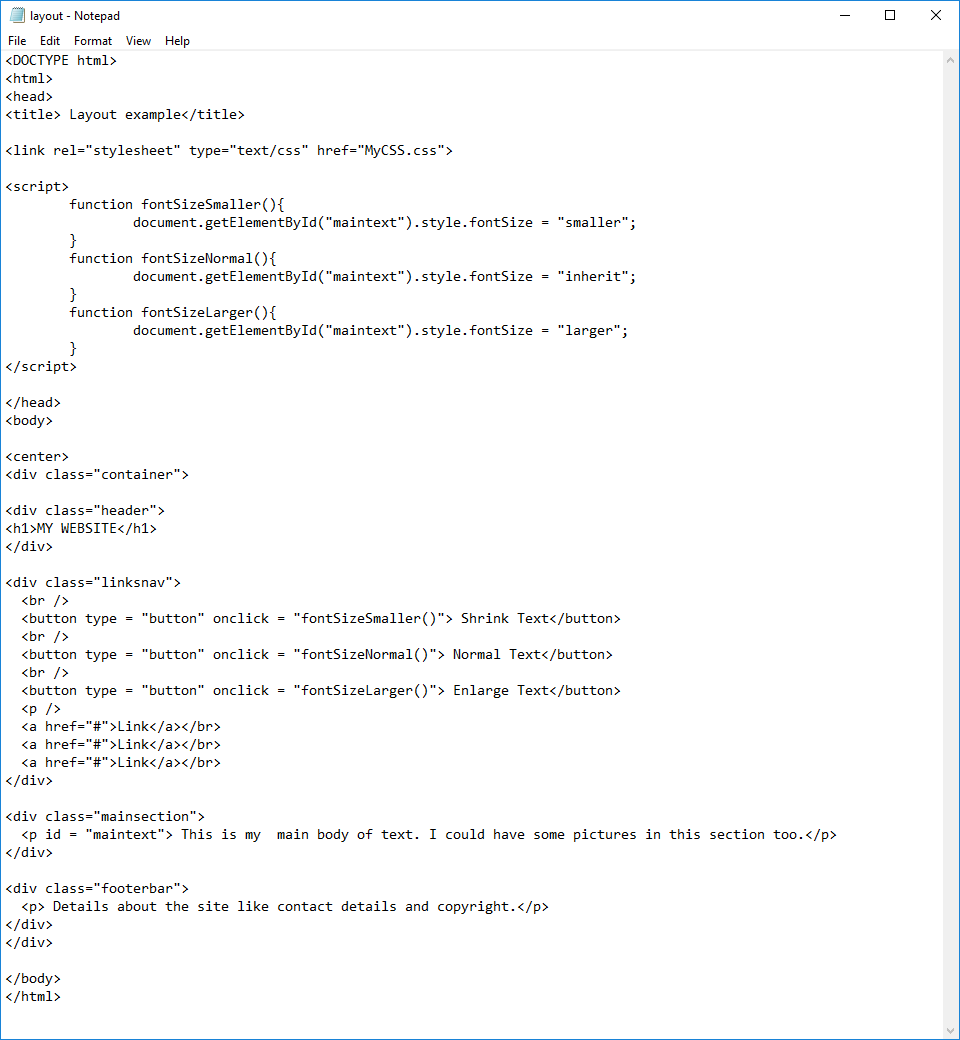 layout - Notepad
File Edit Format View Help
<DOCTYPE html>
<html>
<head>
<title> Layout example</title>

<link rel="stylesheet" type="text/css" href="MyCSS.css">

<script>
        function fontSizeSmaller(){
                document.getElementById("maintext").style.fontSize = "smaller";
        }
        function fontSizeNormal(){
                document.getElementById("maintext").style.fontSize = "inherit";
        }
        function fontSizeLarger(){
                document.getElementById("maintext").style.fontSize = "larger";
        }
</script>

</head>
<body>

<center>
<div class="container">

<div class="header">
<h1>MY WEBSITE</h1>
</div>

<div class="linksnav">
  <br />
  <button type = "button" onclick = "fontSizeSmaller()"> Shrink Text</button>
  <br />
  <button type = "button" onclick = "fontSizeNormal()"> Normal Text</button>
  <br />
  <button type = "button" onclick = "fontSizeLarger()"> Enlarge Text</button>
  <p />
  <a href="#">Link</a></br>
  <a href="#">Link</a></br>
  <a href="#">Link</a></br>
</div>

<div class="mainsection">
  <p id = "maintext"> This is my  main body of text. I could have some pictures in this section too.</p>
</div>

<div class="footerbar">
  <p> Details about the site like contact details and copyright.</p>
</div>
</div>

</body>
</html>